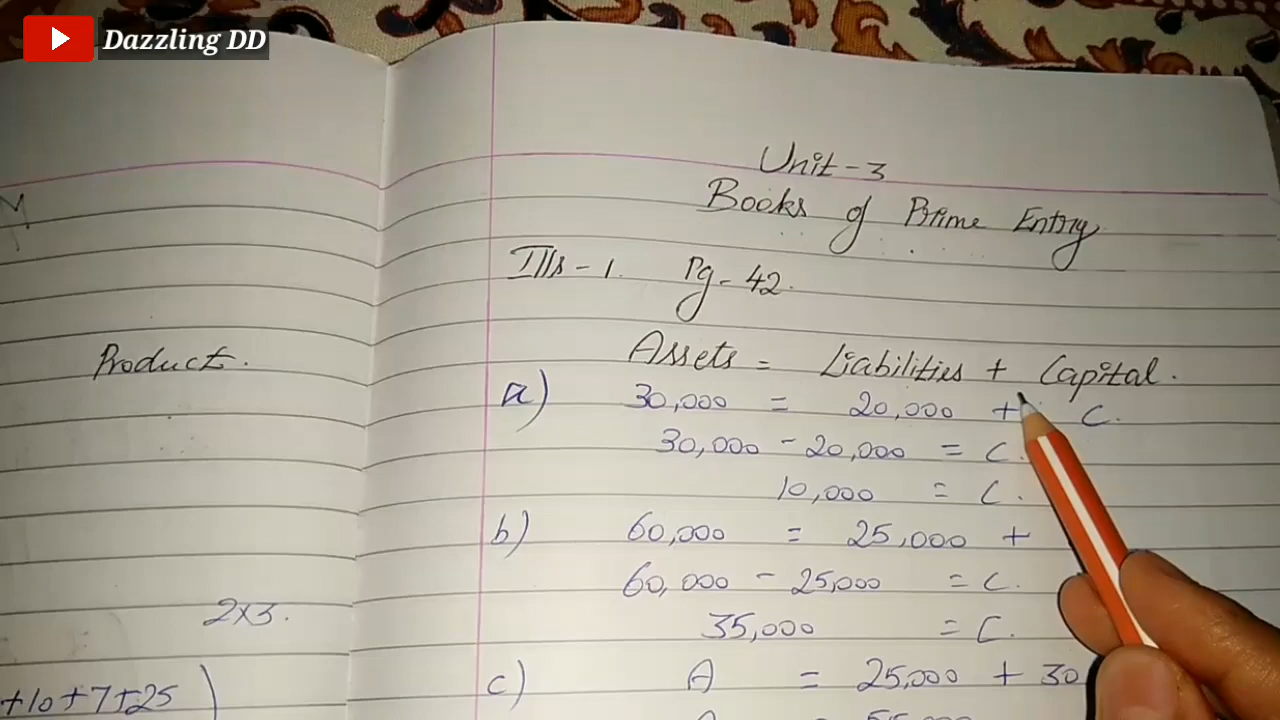 Dazzling DD
Unit-3
Books of Prime Entry
Ills-1. Pg-42.
Assets = Liabilities + Capital.
a) 30,000 = 20,000 + C.
30,000 - 20,000 = C.
10,000 = C.
b) 60,000 = 25,000 +
60,000 - 25,000 = C.
35,000 = C.
c) A = 25,000 + 30
Product.
2x3.
+10+7+25)